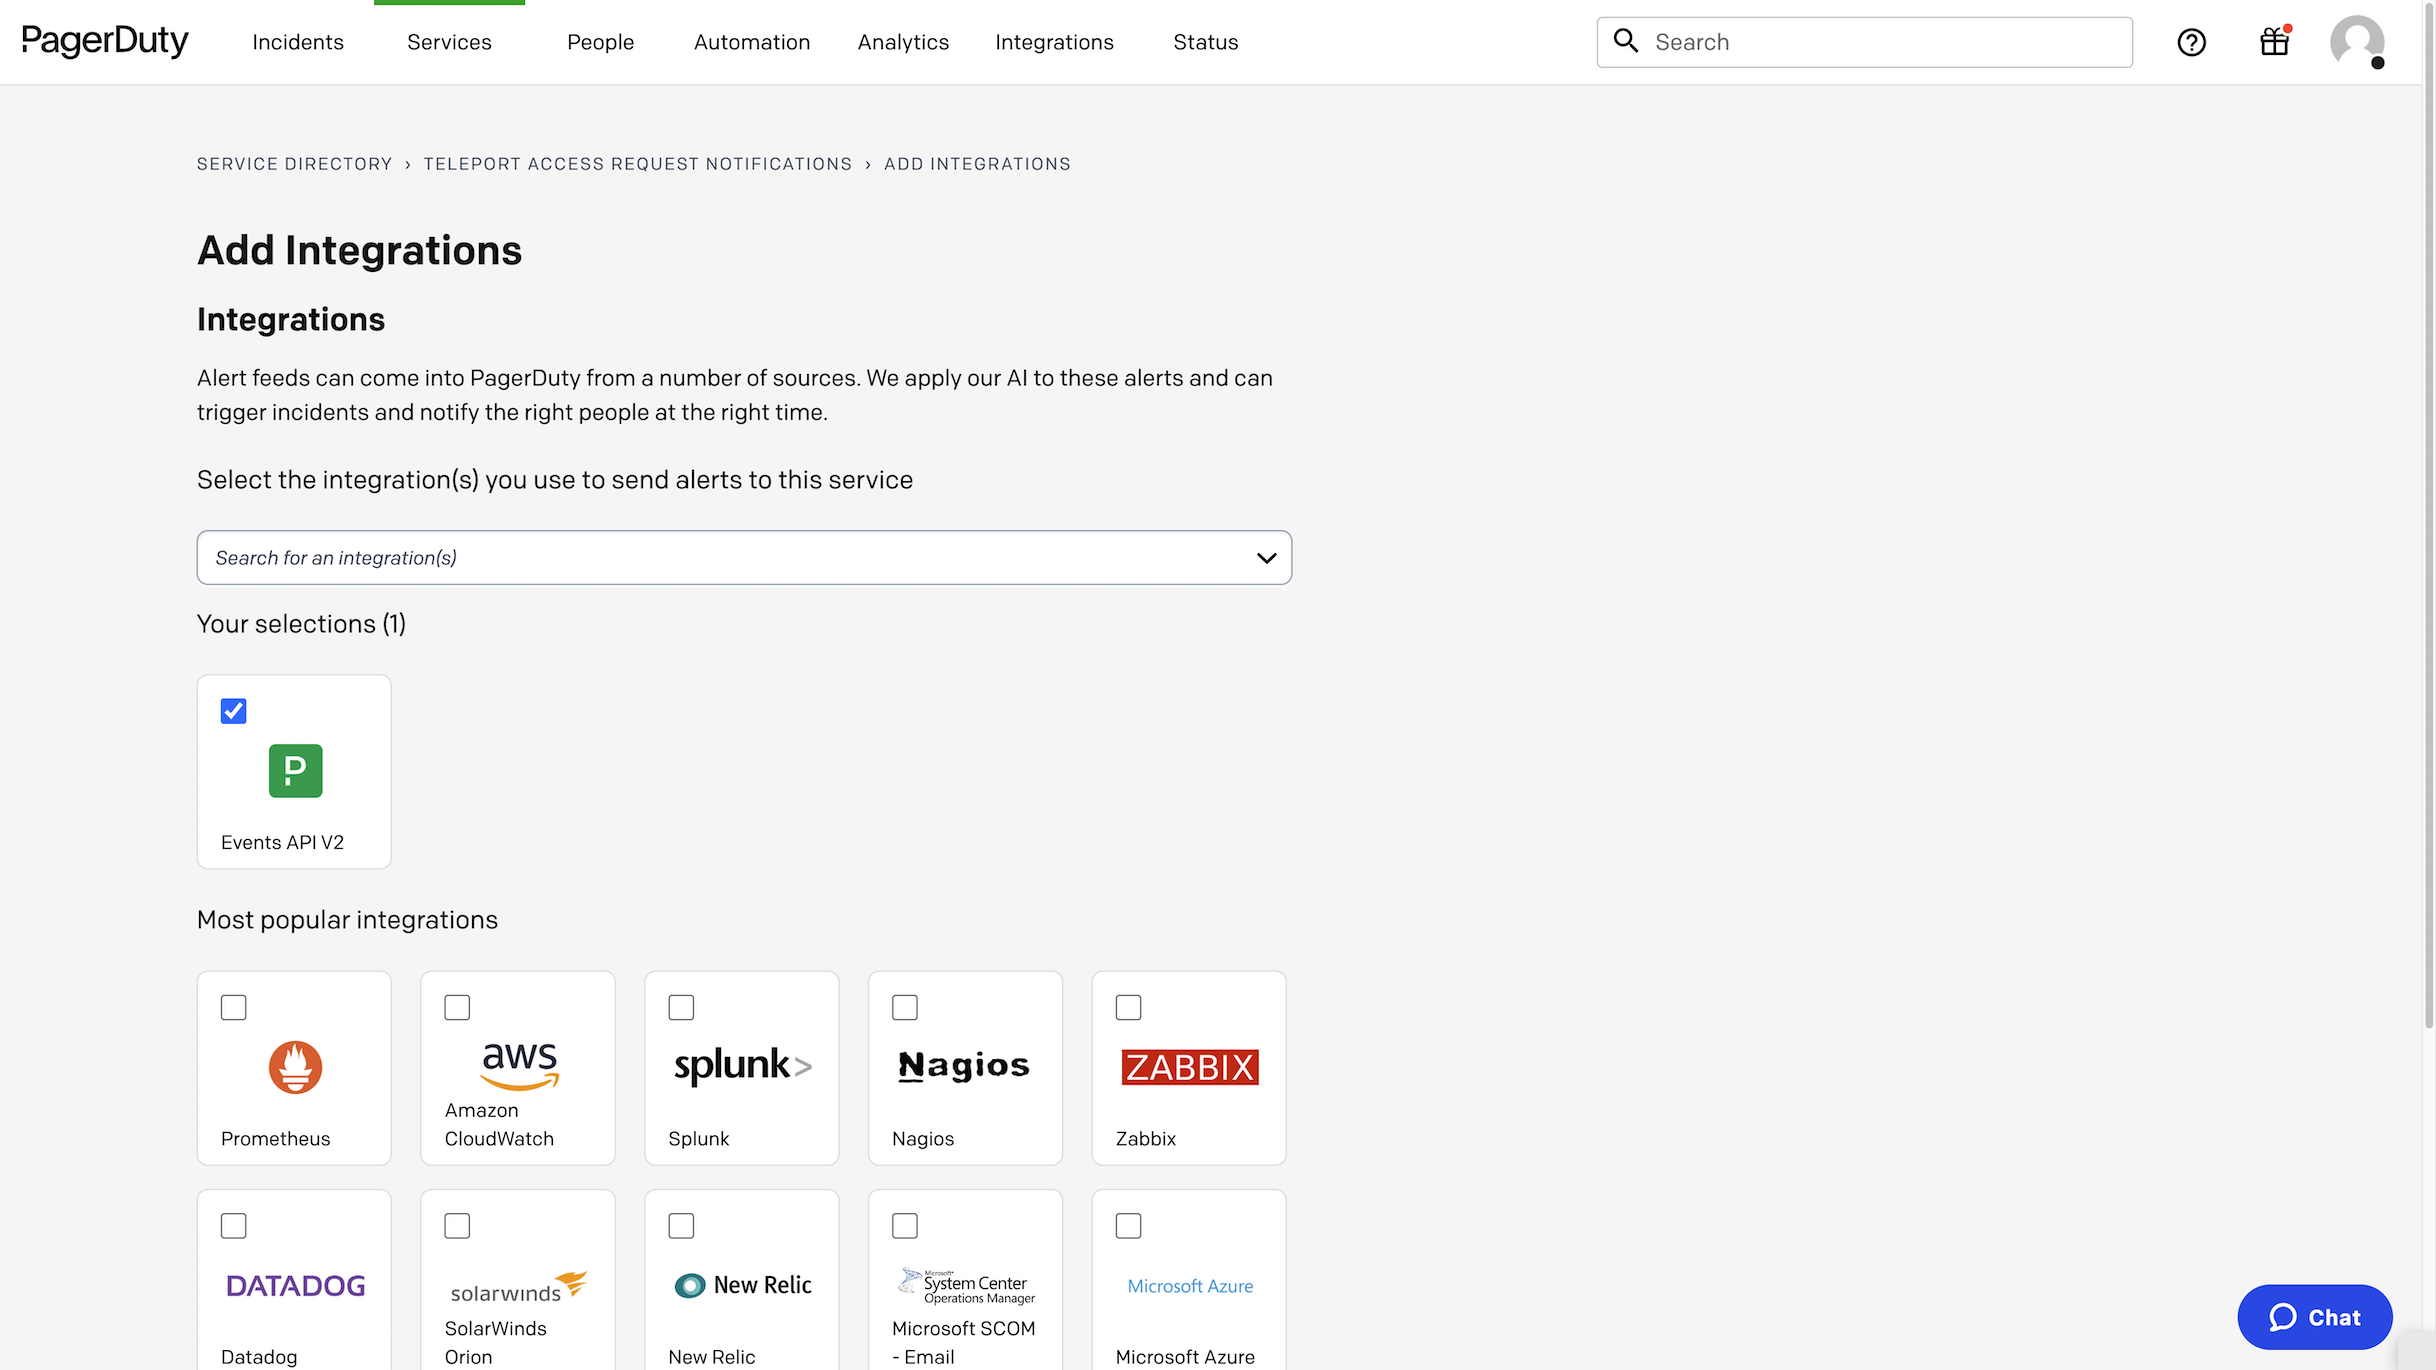 PagerDuty
Incidents
Services
People
Automation
Analytics
Integrations
Status
Search
SERVICE DIRECTORY › TELEPORT ACCESS REQUEST NOTIFICATIONS › ADD INTEGRATIONS
Add Integrations
Integrations
Alert feeds can come into PagerDuty from a number of sources. We apply our AI to these alerts and can
trigger incidents and notify the right people at the right time.
Select the integration(s) you use to send alerts to this service
Search for an integration(s)
Your selections (1)
P
Events API V2
Most popular integrations
Prometheus
aws
Amazon
CloudWatch
splunk>
Splunk
Nagios
Nagios
ZABBIX
Zabbix
DATADOG
Datadog
solarwinds
SolarWinds
Orion
New Relic
New Relic
Microsoft
System Center
Operations Manager
Microsoft SCOM
- Email
Microsoft Azure
Microsoft Azure
Chat